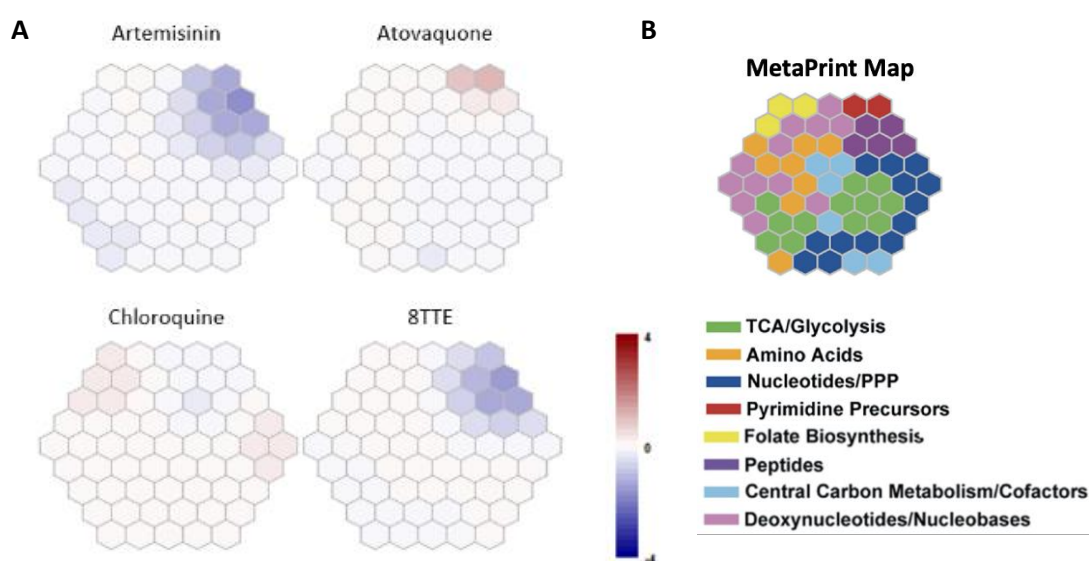 A
Artemisinin
Atovaquone
B
MetaPrint Map
Chloroquine
8TTE
4
0
-4
TCA/Glycolysis
Amino Acids
Nucleotides/PPP
Pyrimidine Precursors
Folate Biosynthesis
Peptides
Central Carbon Metabolism/Cofactors
Deoxynucleotides/Nucleobases